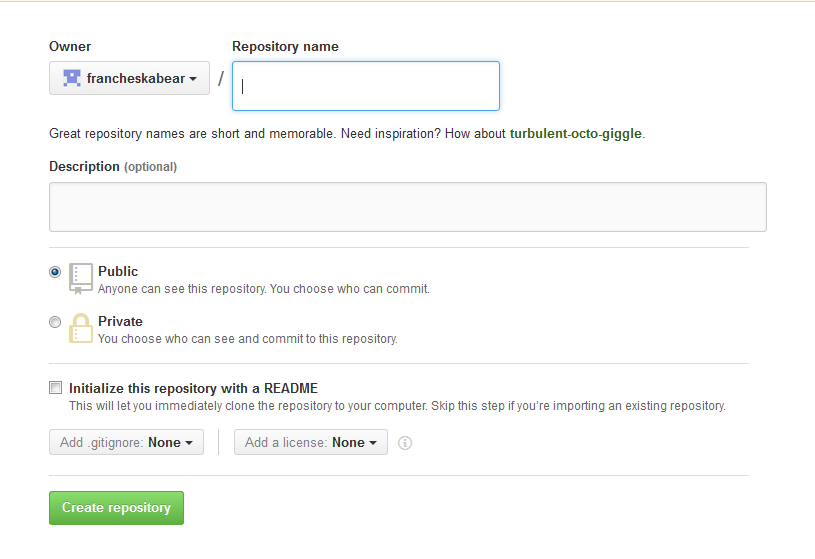 Owner
Repository name
francheskabear /
Great repository names are short and memorable. Need inspiration? How about turbulent-octo-giggle.
Description (optional)
Public
Anyone can see this repository. You choose who can commit.
Private
You choose who can see and commit to this repository.
Initialize this repository with a README
This will let you immediately clone the repository to your computer. Skip this step if you’re importing an existing repository.
Add .gitignore: None
Add a license: None
Create repository